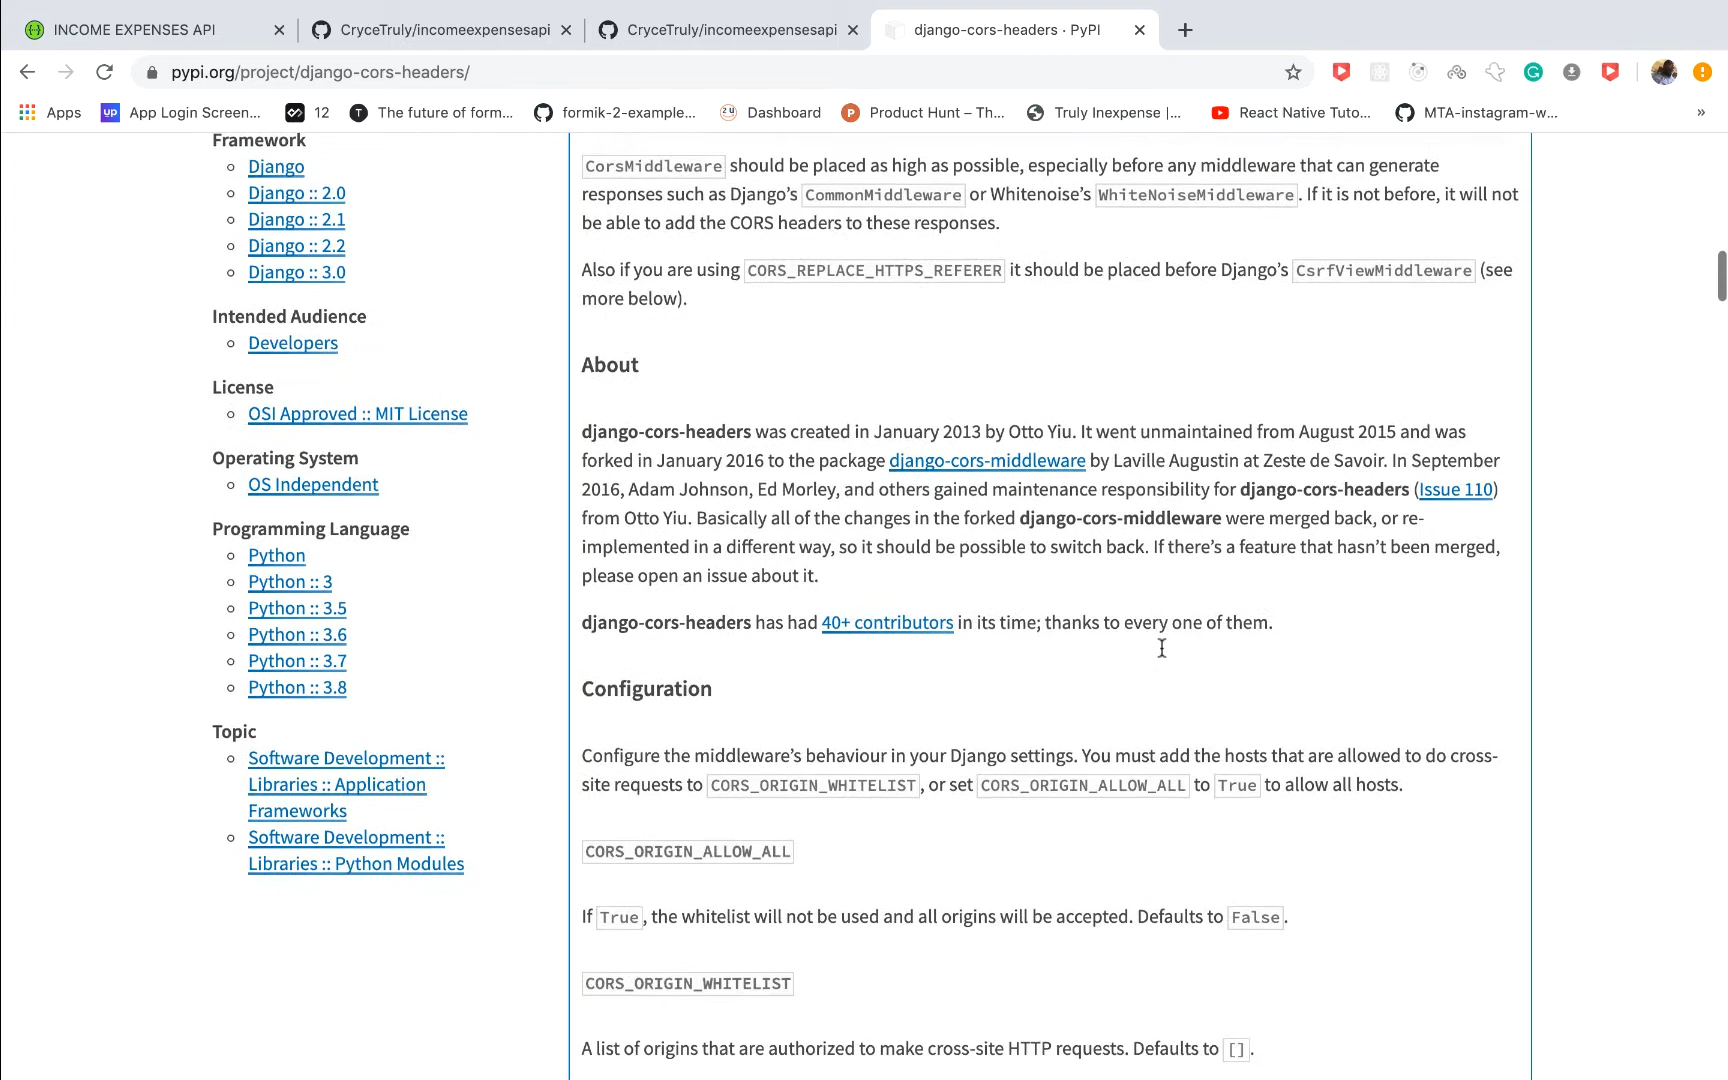 INCOME EXPENSES API
CryceTruly/incomeexpensesapi
CryceTruly/incomeexpensesapi
django-cors-headers · PyPI
pypi.org/project/django-cors-headers/
Apps
up App Login Screen...
12
T The future of form...
formik-2-example...
2.U Dashboard
P Product Hunt – Th...
Truly Inexpense |...
React Native Tuto...
MTA-instagram-w...
»
Framework
Django
Django :: 2.0
Django :: 2.1
Django :: 2.2
Django :: 3.0
Intended Audience
Developers
License
OSI Approved :: MIT License
Operating System
OS Independent
Programming Language
Python
Python :: 3
Python :: 3.5
Python :: 3.6
Python :: 3.7
Python :: 3.8
Topic
Software Development ::
Libraries :: Application
Frameworks
Software Development ::
Libraries :: Python Modules
CorsMiddleware should be placed as high as possible, especially before any middleware that can generate
responses such as Django’s CommonMiddleware or Whitenoise’s WhiteNoiseMiddleware. If it is not before, it will not
be able to add the CORS headers to these responses.
Also if you are using CORS_REPLACE_HTTPS_REFERER it should be placed before Django’s CsrfViewMiddleware (see
more below).
About
django-cors-headers was created in January 2013 by Otto Yiu. It went unmaintained from August 2015 and was
forked in January 2016 to the package django-cors-middleware by Laville Augustin at Zeste de Savoir. In September
2016, Adam Johnson, Ed Morley, and others gained maintenance responsibility for django-cors-headers (Issue 110)
from Otto Yiu. Basically all of the changes in the forked django-cors-middleware were merged back, or re-
implemented in a different way, so it should be possible to switch back. If there’s a feature that hasn’t been merged,
please open an issue about it.
django-cors-headers has had 40+ contributors in its time; thanks to every one of them.
Configuration
Configure the middleware’s behaviour in your Django settings. You must add the hosts that are allowed to do cross-
site requests to CORS_ORIGIN_WHITELIST, or set CORS_ORIGIN_ALLOW_ALL to True to allow all hosts.
CORS_ORIGIN_ALLOW_ALL
If True, the whitelist will not be used and all origins will be accepted. Defaults to False.
CORS_ORIGIN_WHITELIST
A list of origins that are authorized to make cross-site HTTP requests. Defaults to [].